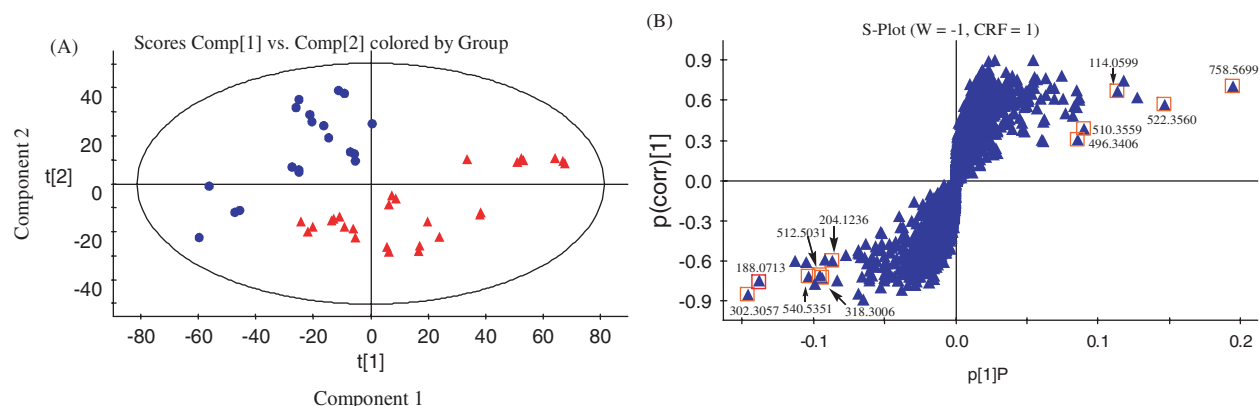 (A)
Scores Comp[1] vs. Comp[2] colored by Group
Component 2
t[2]
40
20
0
-20
-40
-80 -60 -40 -20 0 20 40 60 80
t[1]
Component 1
(B)
S-Plot (W = -1, CRF = 1)
p(corr)[1]
0.9
0.6
0.3
0.0
-0.3
-0.6
-0.9
114.0599
758.5699
522.3560
510.3559
496.3406
204.1236
512.5031
188.0713
302.3057
540.5351
318.3006
-0.1 0.0 0.1 0.2
p[1]P